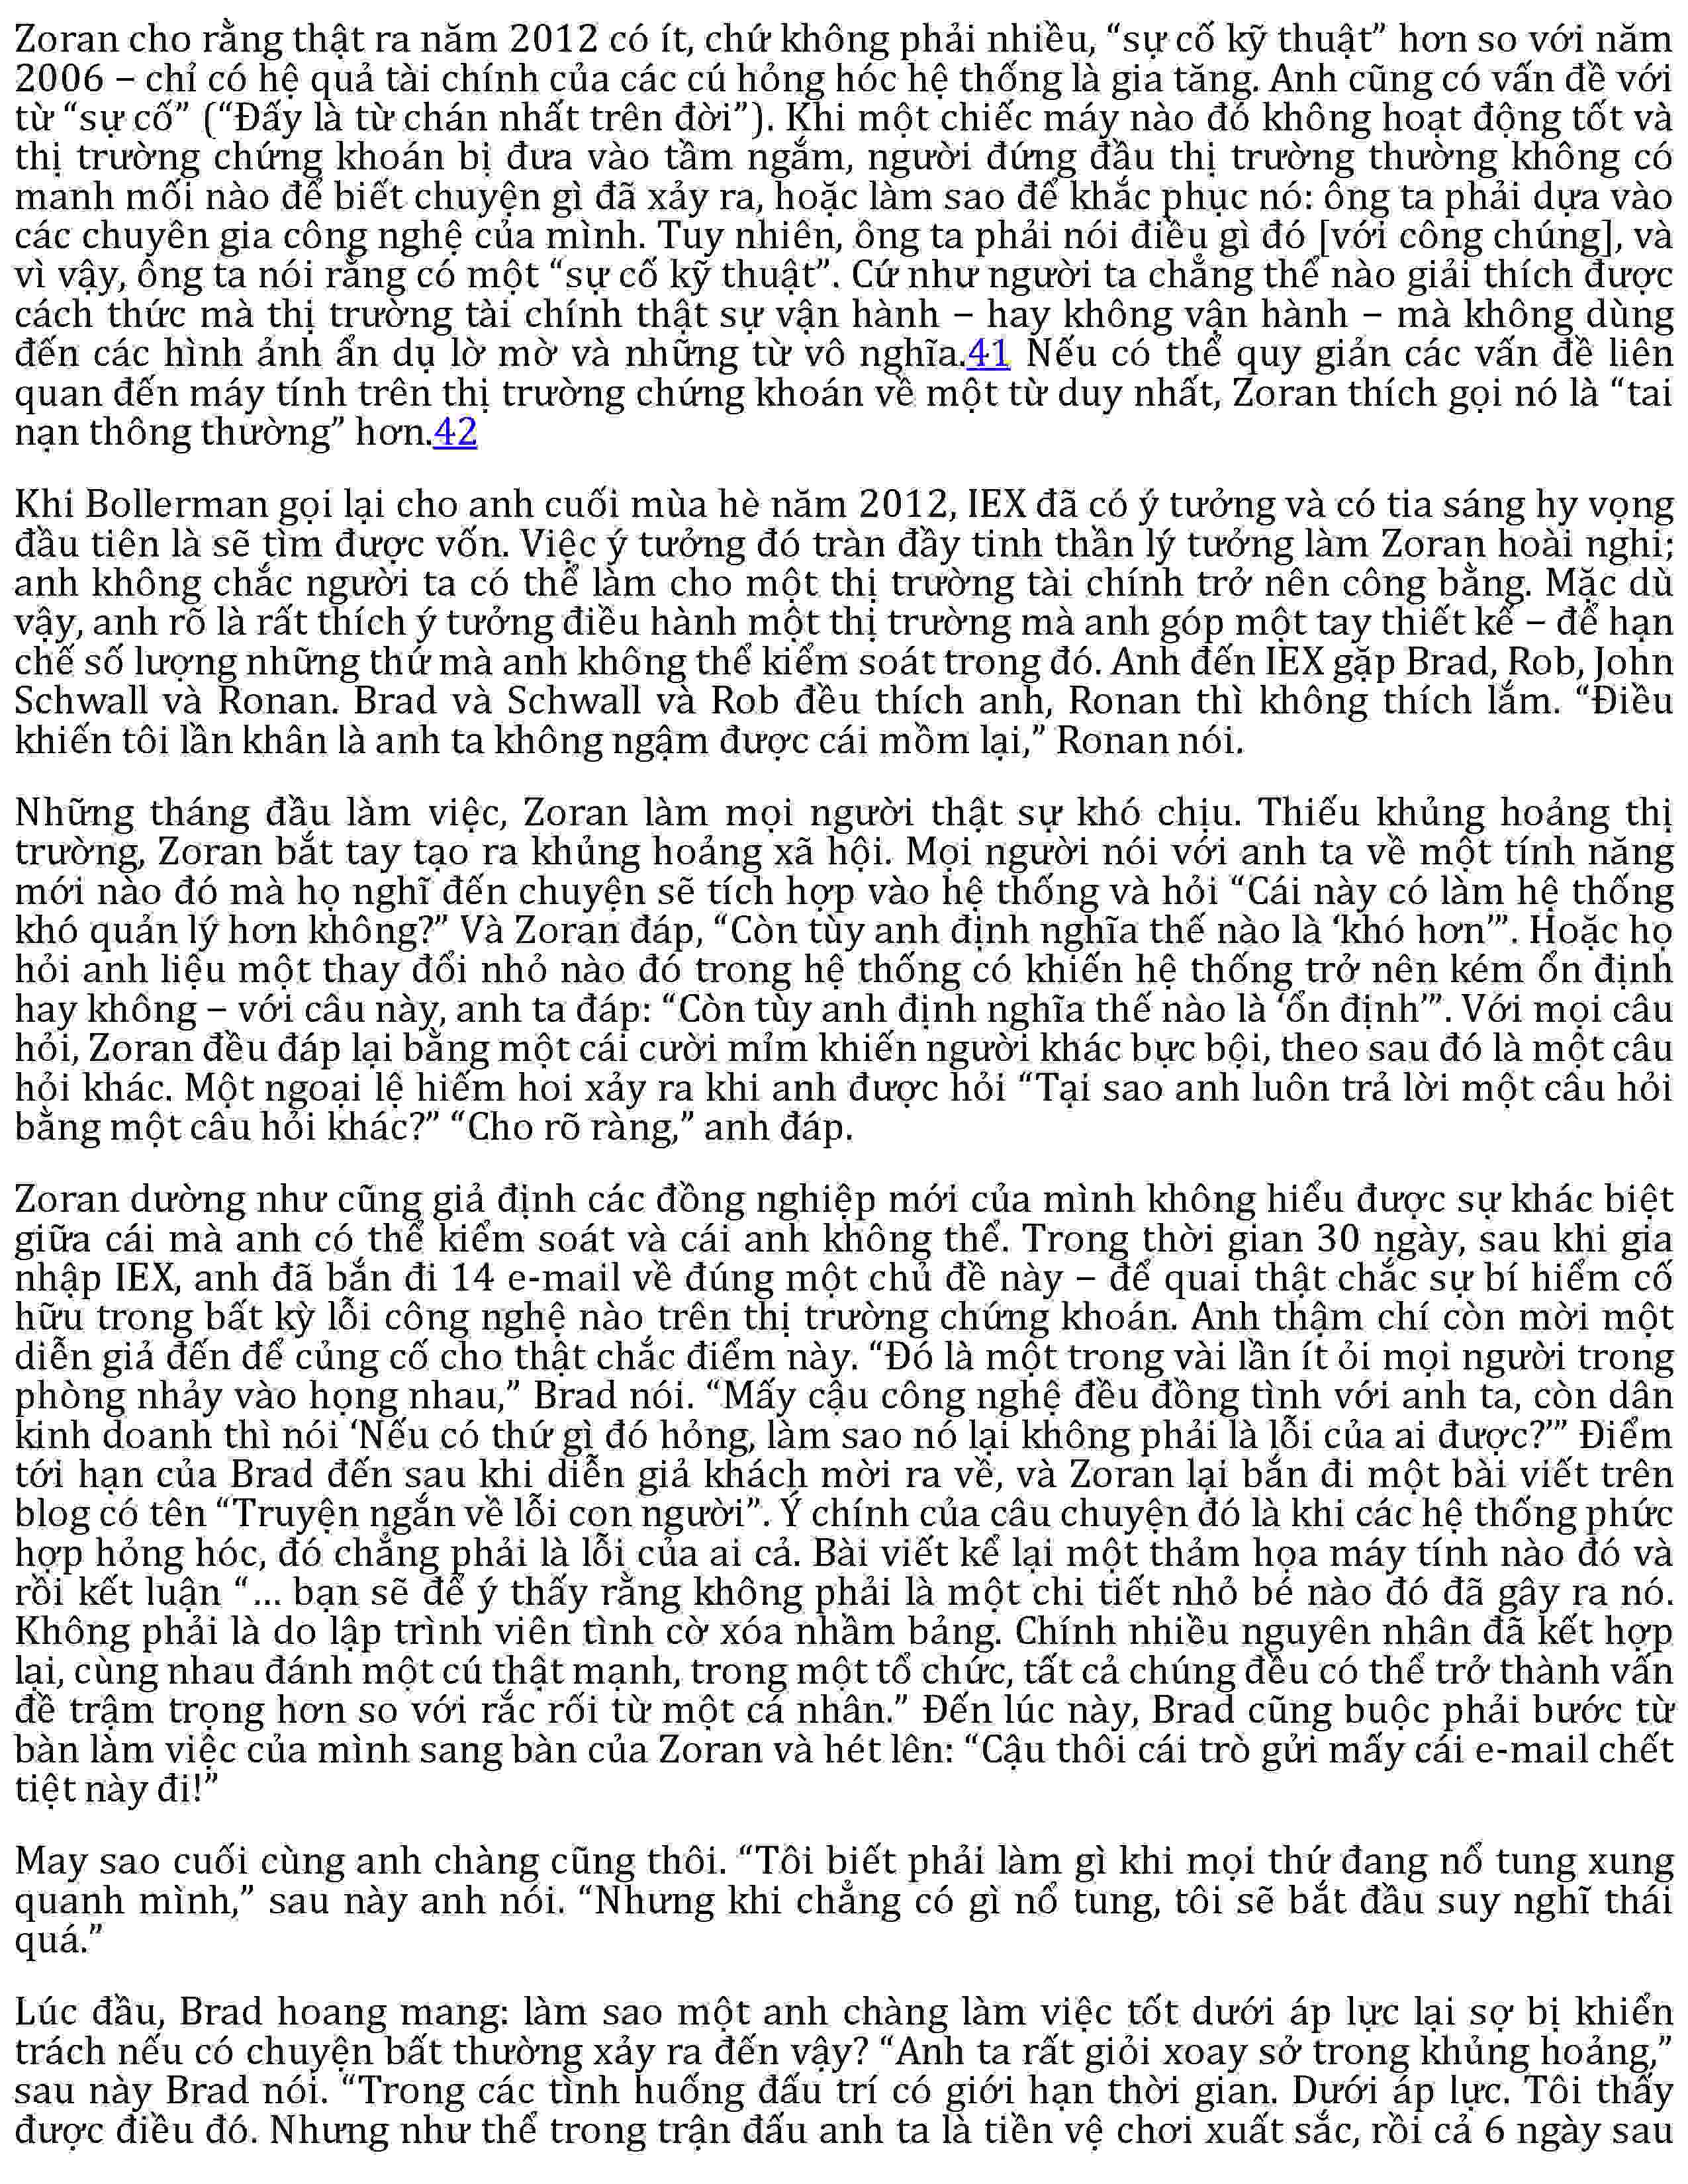 Zoran cho rằng thật ra năm 2012 có ít, chứ không phải nhiều, “sự cố kỹ thuật” hơn so với năm
2006 – chỉ có hệ quả tài chính của các cú hỏng hóc hệ thống là gia tăng. Anh cũng có vấn đề với
từ “sự cố” (“Đấy là từ chán nhất trên đời”). Khi một chiếc máy nào đó không hoạt động tốt và
thị trường chứng khoán bị đưa vào tầm ngắm, người đứng đầu thị trường thường không có
manh mối nào để biết chuyện gì đã xảy ra, hoặc làm sao để khắc phục nó: ông ta phải dựa vào
các chuyên gia công nghệ của mình. Tuy nhiên, ông ta phải nói điều gì đó [với công chúng], và
vì vậy, ông ta nói rằng có một “sự cố kỹ thuật”. Cứ như người ta chẳng thể nào giải thích được
cách thức mà thị trường tài chính thật sự vận hành – hay không vận hành – mà không dùng
đến các hình ảnh ẩn dụ lờ mờ và những từ vô nghĩa.41 Nếu có thể quy giản các vấn đề liên
quan đến máy tính trên thị trường chứng khoán về một từ duy nhất, Zoran thích gọi nó là “tai
nạn thông thường” hơn.42
Khi Bollerman gọi lại cho anh cuối mùa hè năm 2012, IEX đã có ý tưởng và có tia sáng hy vọng
đầu tiên là sẽ tìm được vốn. Việc ý tưởng đó tràn đầy tinh thần lý tưởng làm Zoran hoài nghi;
anh không chắc người ta có thể làm cho một thị trường tài chính trở nên công bằng. Mặc dù
vậy, anh rõ là rất thích ý tưởng điều hành một thị trường mà anh góp một tay thiết kế – để hạn
chế số lượng những thứ mà anh không thể kiểm soát trong đó. Anh đến IEX gặp Brad, Rob, John
Schwall và Ronan. Brad và Schwall và Rob đều thích anh, Ronan thì không thích lắm. “Điều
khiến tôi lần khân là anh ta không ngậm được cái mồm lại,” Ronan nói.
Những tháng đầu làm việc, Zoran làm mọi người thật sự khó chịu. Thiếu khủng hoảng thị
trường, Zoran bắt tay tạo ra khủng hoảng xã hội. Mọi người nói với anh ta về một tính năng
mới nào đó mà họ nghĩ đến chuyện sẽ tích hợp vào hệ thống và hỏi “Cái này có làm hệ thống
khó quản lý hơn không?” Và Zoran đáp, “Còn tùy anh định nghĩa thế nào là ‘khó hơn’”. Hoặc họ
hỏi anh liệu một thay đổi nhỏ nào đó trong hệ thống có khiến hệ thống trở nên kém ổn định
hay không – với câu này, anh ta đáp: “Còn tùy anh định nghĩa thế nào là ‘ổn định’”. Với mọi câu
hỏi, Zoran đều đáp lại bằng một cái cười mỉm khiến người khác bực bội, theo sau đó là một câu
hỏi khác. Một ngoại lệ hiếm hoi xảy ra khi anh được hỏi “Tại sao anh luôn trả lời một câu hỏi
bằng một câu hỏi khác?” “Cho rõ ràng,” anh đáp.
Zoran dường như cũng giả định các đồng nghiệp mới của mình không hiểu được sự khác biệt
giữa cái mà anh có thể kiểm soát và cái anh không thể. Trong thời gian 30 ngày, sau khi gia
nhập IEX, anh đã bắn đi 14 e-mail về đúng một chủ đề này – để quai thật chắc sự bí hiểm cố
hữu trong bất kỳ lỗi công nghệ nào trên thị trường chứng khoán. Anh thậm chí còn mời một
diễn giả đến để củng cố cho thật chắc điểm này. “Đó là một trong vài lần ít ỏi mọi người trong
phòng nhảy vào họng nhau,” Brad nói. “Mấy cậu công nghệ đều đồng tình với anh ta, còn dân
kinh doanh thì nói ‘Nếu có thứ gì đó hỏng, làm sao nó lại không phải là lỗi của ai được?’” Điểm
tới hạn của Brad đến sau khi diễn giả khách mời ra về, và Zoran lại bắn đi một bài viết trên
blog có tên “Truyện ngắn về lỗi con người”. Ý chính của câu chuyện đó là khi các hệ thống phức
hợp hỏng hóc, đó chẳng phải là lỗi của ai cả. Bài viết kể lại một thảm họa máy tính nào đó và
rồi kết luận “... bạn sẽ để ý thấy rằng không phải là một chi tiết nhỏ bé nào đó đã gây ra nó.
Không phải là do lập trình viên tình cờ xóa nhầm bảng. Chính nhiều nguyên nhân đã kết hợp
lại, cùng nhau đánh một cú thật mạnh, trong một tổ chức, tất cả chúng đều có thể trở thành vấn
đề trầm trọng hơn so với rắc rối từ một cá nhân.” Đến lúc này, Brad cũng buộc phải bước từ
bàn làm việc của mình sang bàn của Zoran và hét lên: “Cậu thôi cái trò gửi mấy cái e-mail chết
tiệt này đi!”
May sao cuối cùng anh chàng cũng thôi. “Tôi biết phải làm gì khi mọi thứ đang nổ tung xung
quanh mình,” sau này anh nói. “Nhưng khi chẳng có gì nổ tung, tôi sẽ bắt đầu suy nghĩ thái
quá.”
Lúc đầu, Brad hoang mang: làm sao một anh chàng làm việc tốt dưới áp lực lại sợ bị khiển
trách nếu có chuyện bất thường xảy ra đến vậy? “Anh ta rất giỏi xoay sở trong khủng hoảng,”
sau này Brad nói. “Trong các tình huống đấu trí có giới hạn thời gian. Dưới áp lực. Tôi thấy
được điều đó. Nhưng như thể trong trận đấu anh ta là tiền vệ chơi xuất sắc, rồi cả 6 ngày sau